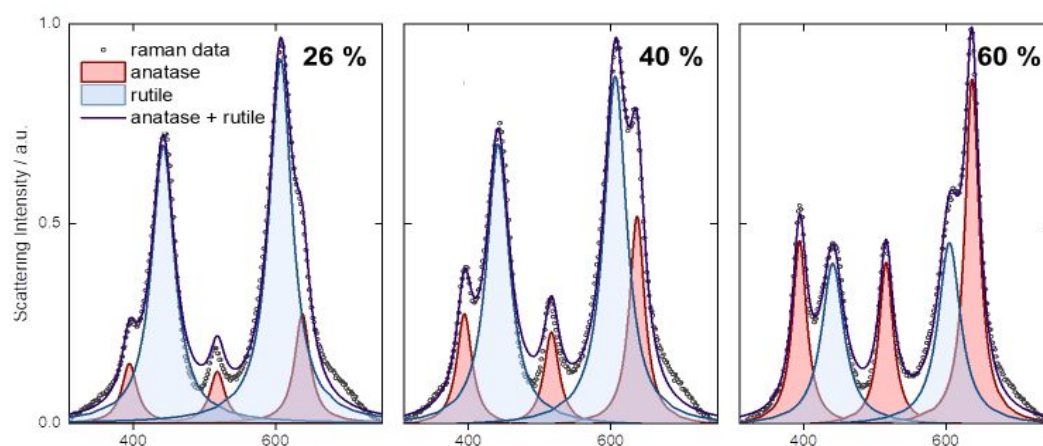 1.0
0.5
0.0
Scattering Intensity / a.u.
raman data
anatase
rutile
anatase + rutile
26 %
40 %
60 %
400
600
400
600
400
600